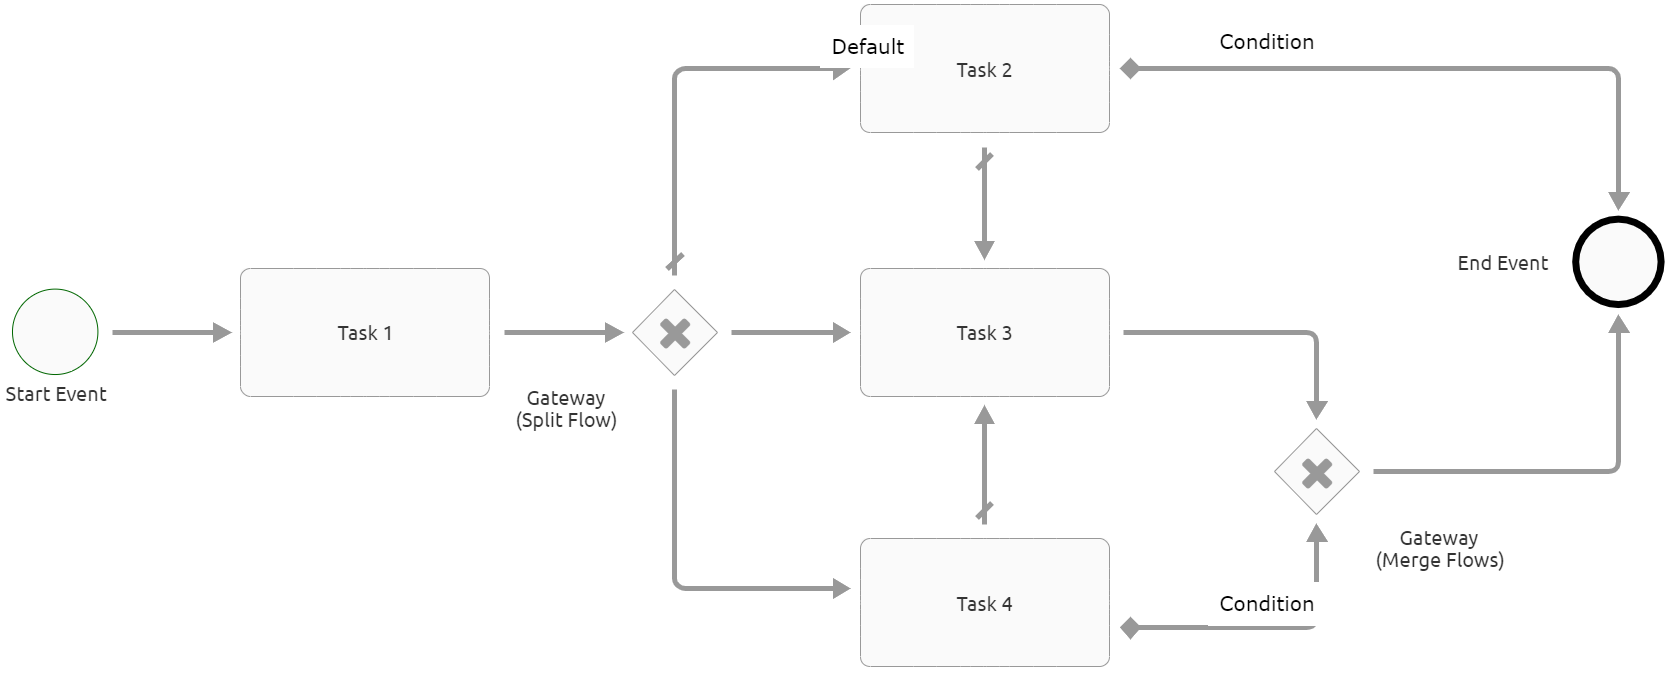 Default
Task 2
Condition
End Event
Start Event
Task 1
Gateway
(Split Flow)
Task 3
Gateway
(Merge Flows)
Task 4
Condition